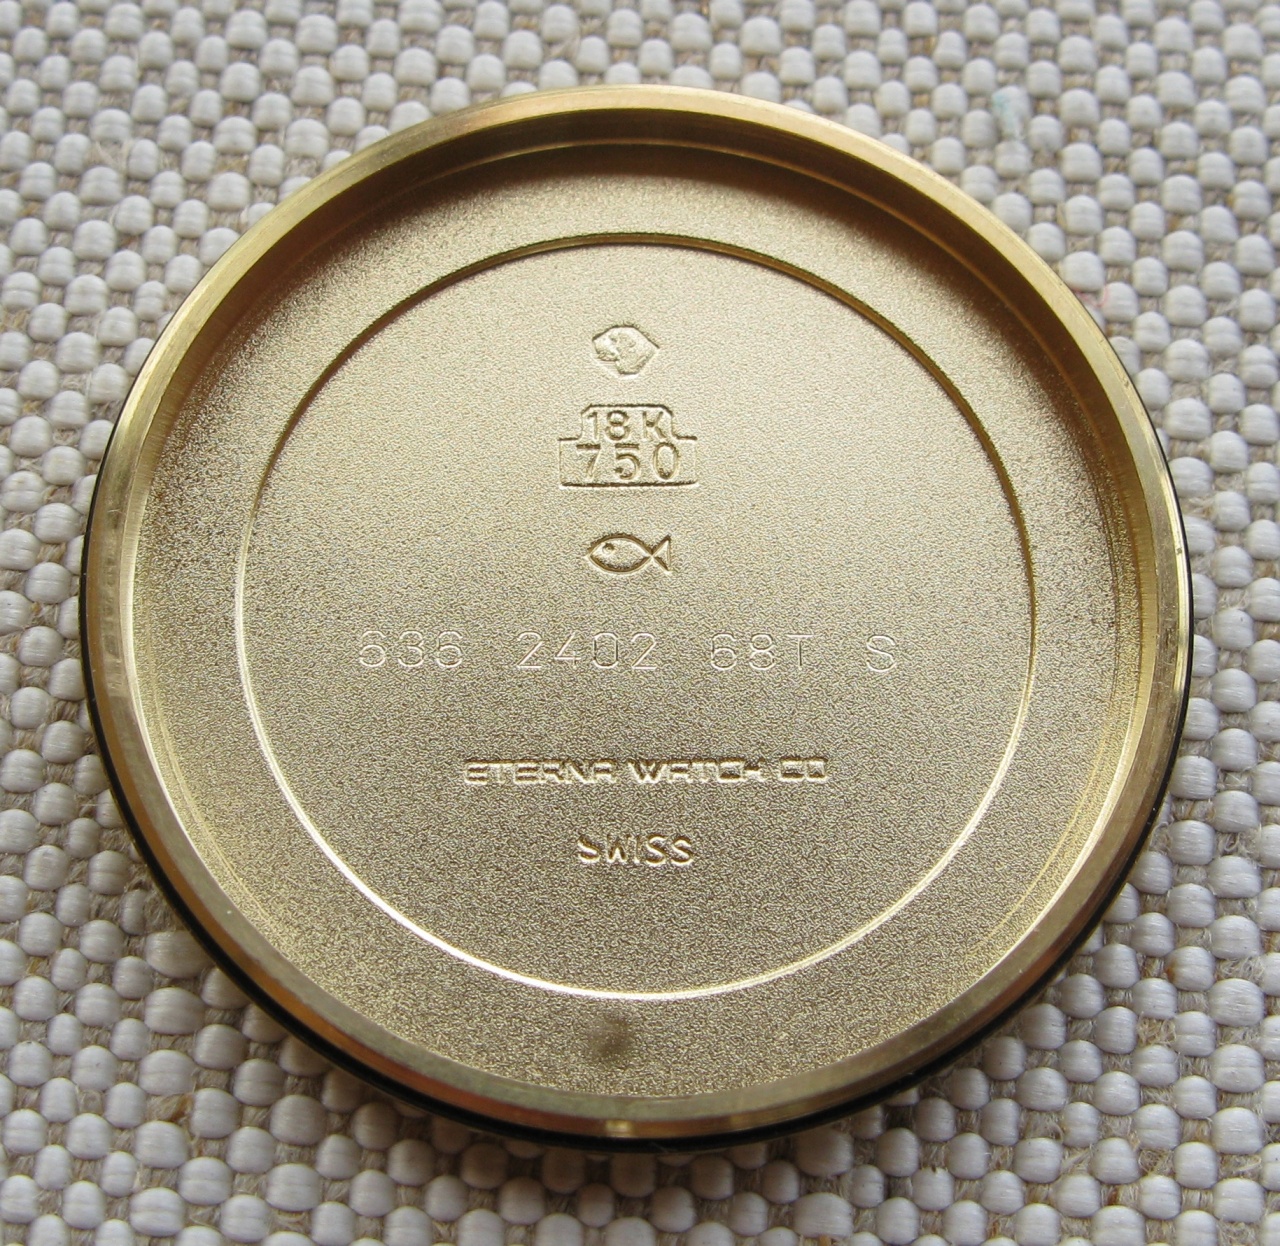 18K
750
636 2402 68T S
ETERNA WATCH CO
SWISS